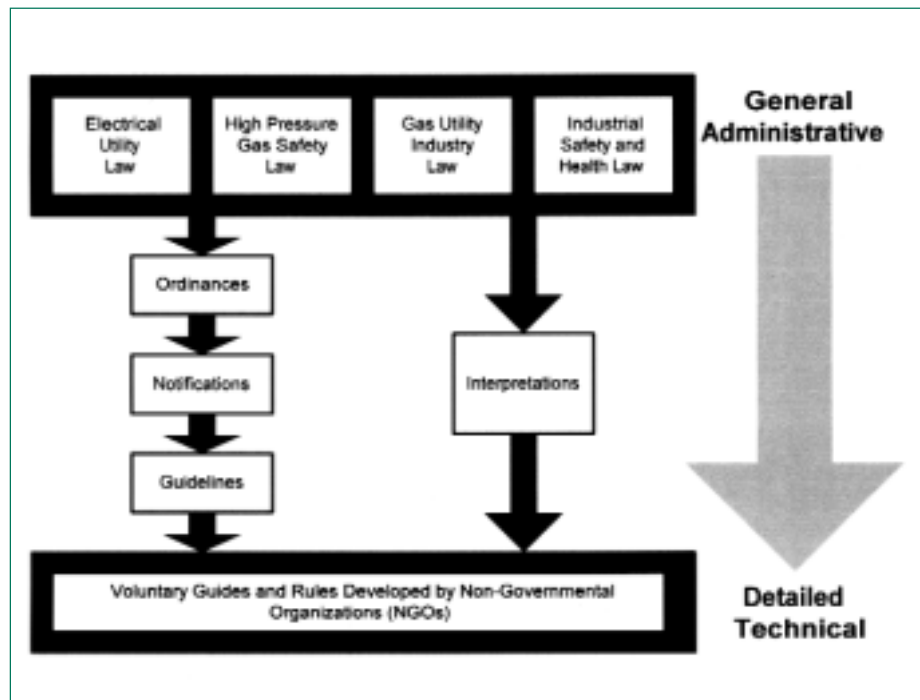 Electrical
Utility
Law
High Pressure
Gas Safety
Law
Gas Utility
Industry
Law
Industrial
Safety and
Health Law
General
Administrative
Ordinances
Notifications
Interpretations
Guidelines
Voluntary Guides and Rules Developed by Non-Governmental
Organizations (NGOs)
Detailed
Technical